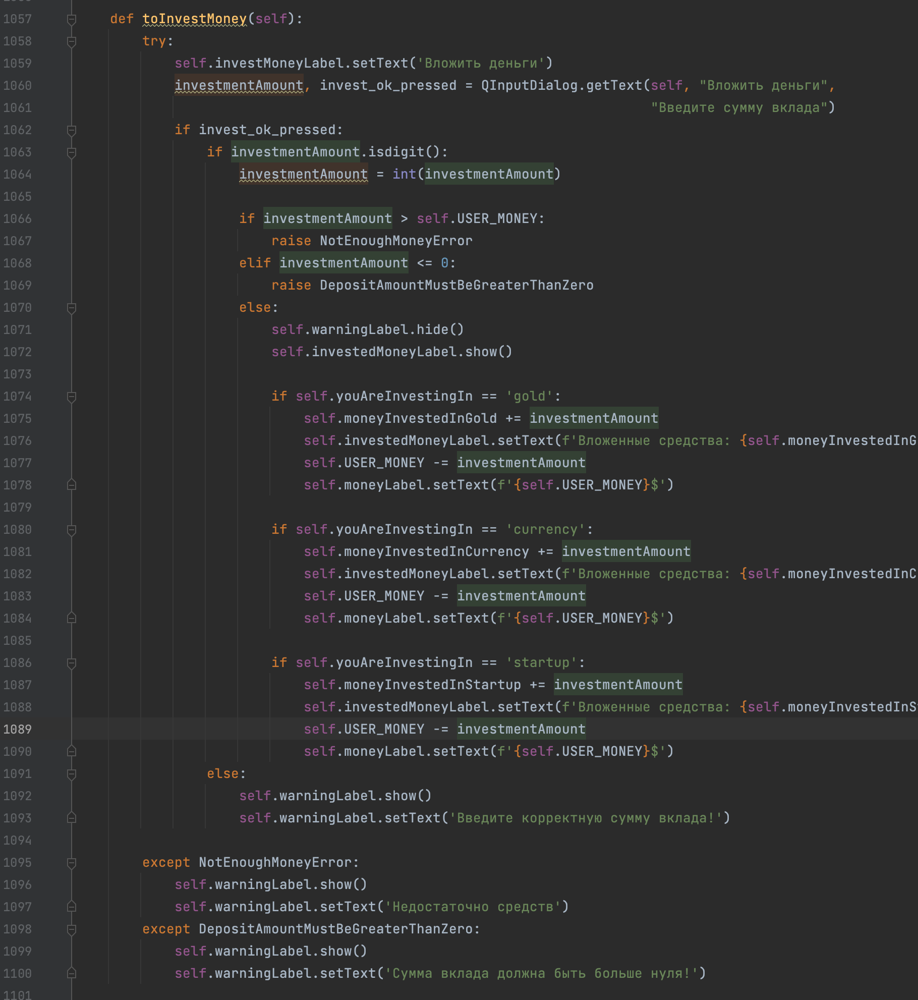 1057 def toInvestMoney(self):
1058 try:
1059 self.investMoneyLabel.setText('Вложить деньги')
1060 investmentAmount, invest_ok_pressed = QInputDialog.getText(self, "Вложить деньги",
1061 "Введите сумму вклада")
1062 if invest_ok_pressed:
1063 if investmentAmount.isdigit():
1064 investmentAmount = int(investmentAmount)
1065
1066 if investmentAmount > self.USER_MONEY:
1067 raise NotEnoughMoneyError
1068 elif investmentAmount <= 0:
1069 raise DepositAmountMustBeGreaterThanZero
1070 else:
1071 self.warningLabel.hide()
1072 self.investedMoneyLabel.show()
1073
1074 if self.youAreInvestingIn == 'gold':
1075 self.moneyInvestedInGold += investmentAmount
1076 self.investedMoneyLabel.setText(f'Вложенные средства: {self.moneyInvestedInG
1077 self.USER_MONEY -= investmentAmount
1078 self.moneyLabel.setText(f'{self.USER_MONEY}$')
1079
1080 if self.youAreInvestingIn == 'currency':
1081 self.moneyInvestedInCurrency += investmentAmount
1082 self.investedMoneyLabel.setText(f'Вложенные средства: {self.moneyInvestedInC
1083 self.USER_MONEY -= investmentAmount
1084 self.moneyLabel.setText(f'{self.USER_MONEY}$')
1085
1086 if self.youAreInvestingIn == 'startup':
1087 self.moneyInvestedInStartup += investmentAmount
1088 self.investedMoneyLabel.setText(f'Вложенные средства: {self.moneyInvestedInS
1089 self.USER_MONEY -= investmentAmount
1090 self.moneyLabel.setText(f'{self.USER_MONEY}$')
1091 else:
1092 self.warningLabel.show()
1093 self.warningLabel.setText('Введите корректную сумму вклада!')
1094
1095 except NotEnoughMoneyError:
1096 self.warningLabel.show()
1097 self.warningLabel.setText('Недостаточно средств')
1098 except DepositAmountMustBeGreaterThanZero:
1099 self.warningLabel.show()
1100 self.warningLabel.setText('Сумма вклада должна быть больше нуля!')
1101